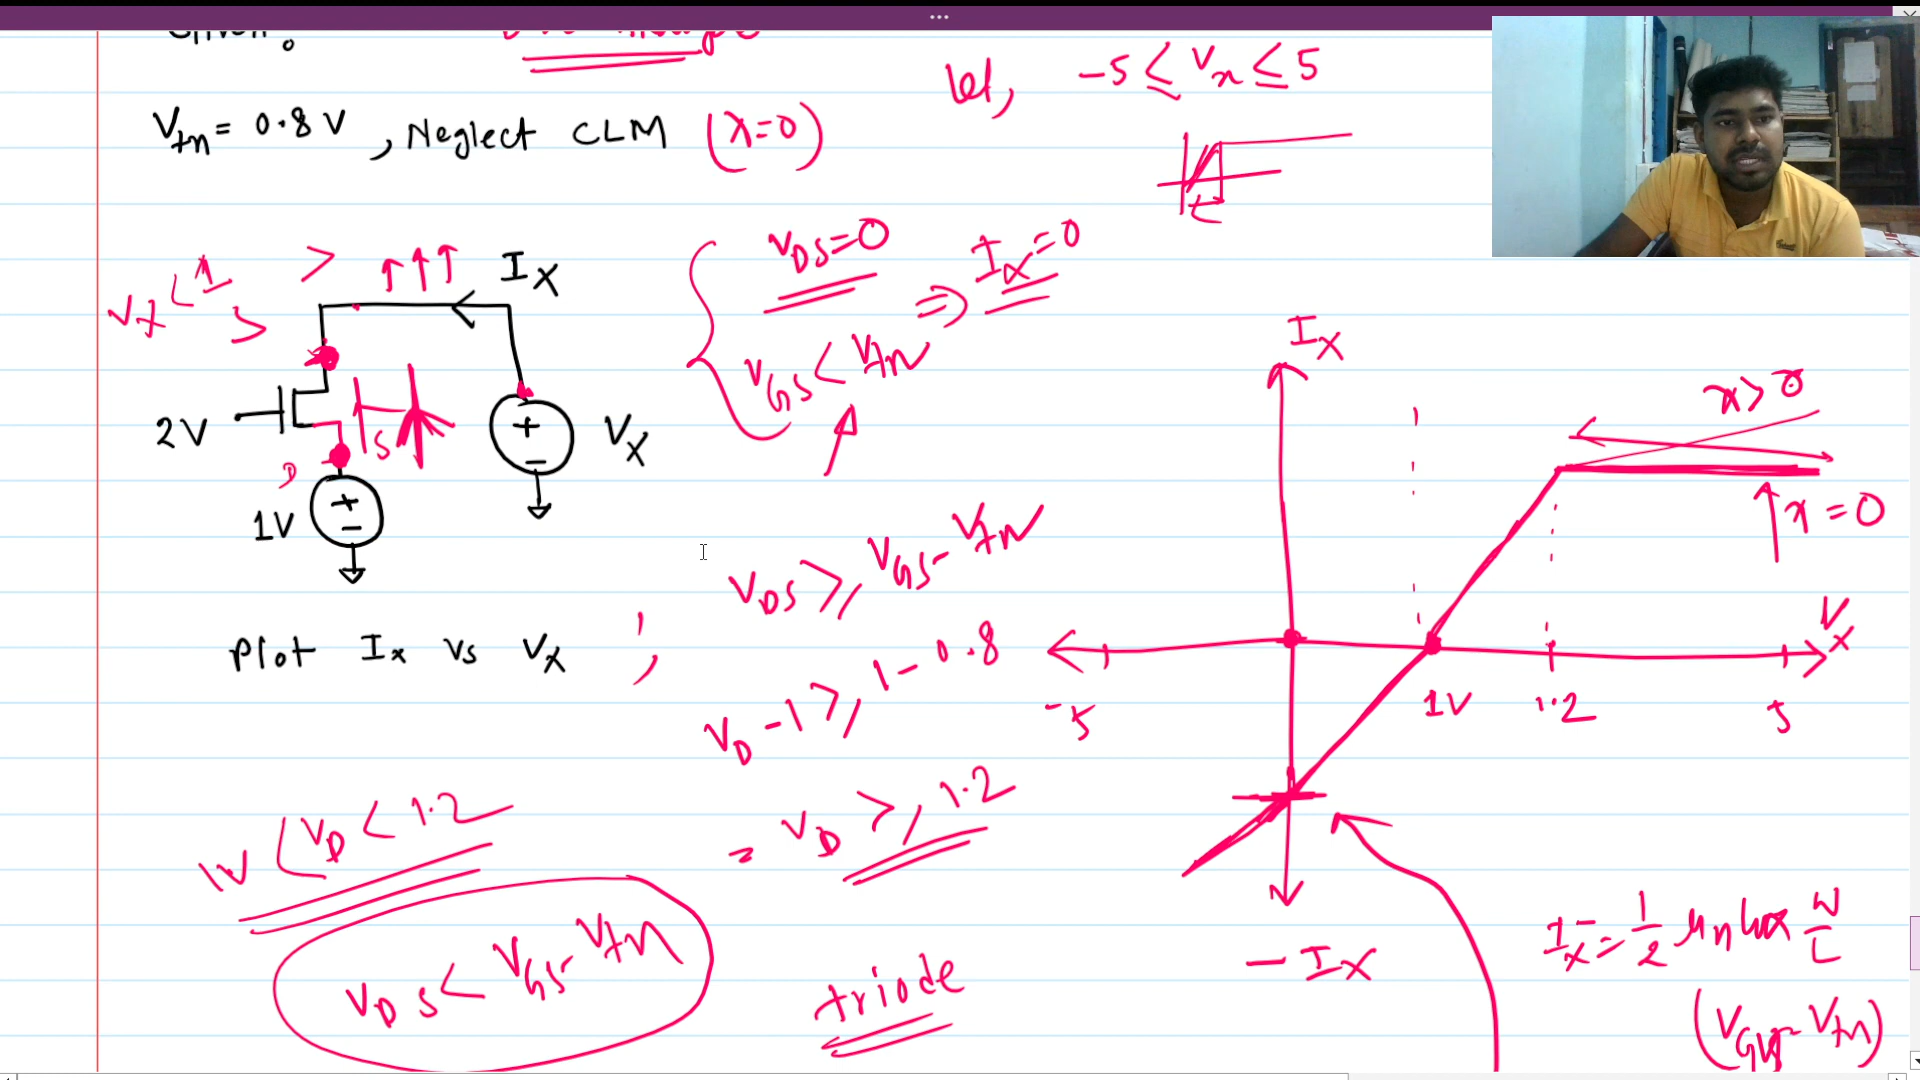 Given:
let, -5 ≤ Vx ≤ 5
Vtn = 0.8 V, Neglect CLM (λ=0)
Vx < 1
>
>
↑↑↑ IX
VDS=0
⇒ Ix=0
VGS < Vtn
2V
S
D
1V
VX
Plot Ix vs VX ;
VDS ≥ VGS - Vtn
VD - 1 ≥ 1 - 0.8
= VD ≥ 1.2
1V < VD < 1.2
VDS < VGS - Vtn
triode
IX
λ>0
λ=0
VX
-5
1V
1.2
5
- IX
Ix = 1/2 μn Cox W/L
(VGS - Vtn)